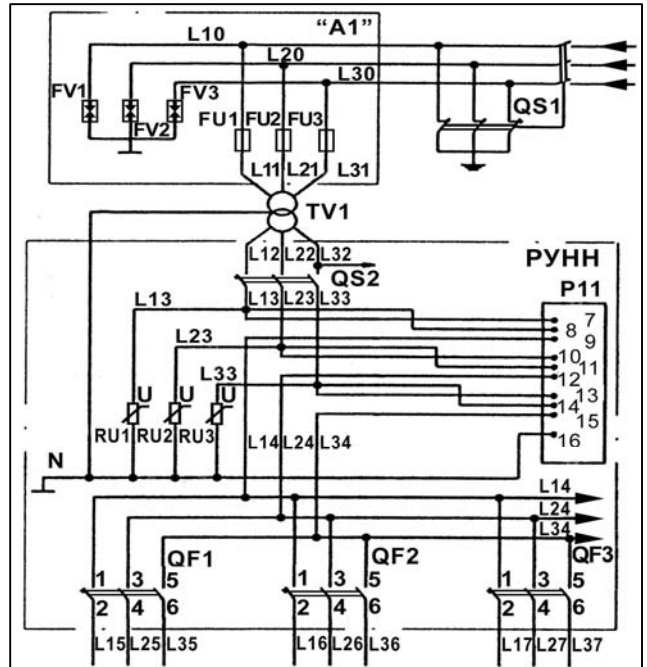 “A1”
L10
L20
L30
FV1
FV3
FV2
FU1 FU2 FU3
QS1
L11 L21 L31
TV1
L12 L22 L32
РУНН
QS2
P11
L13
L13 L23 L33
7
8
9
L23
10
11
12
L33
13
14
15
U U U
RU1 RU2 RU3
L14 L24 L34
16
N
L14
L24
L34
QF1 QF2 QF3
1 3 5 1 3 5 1 3 5
2 4 6 2 4 6 2 4 6
L15 L25 L35 L16 L26 L36 L17 L27 L37